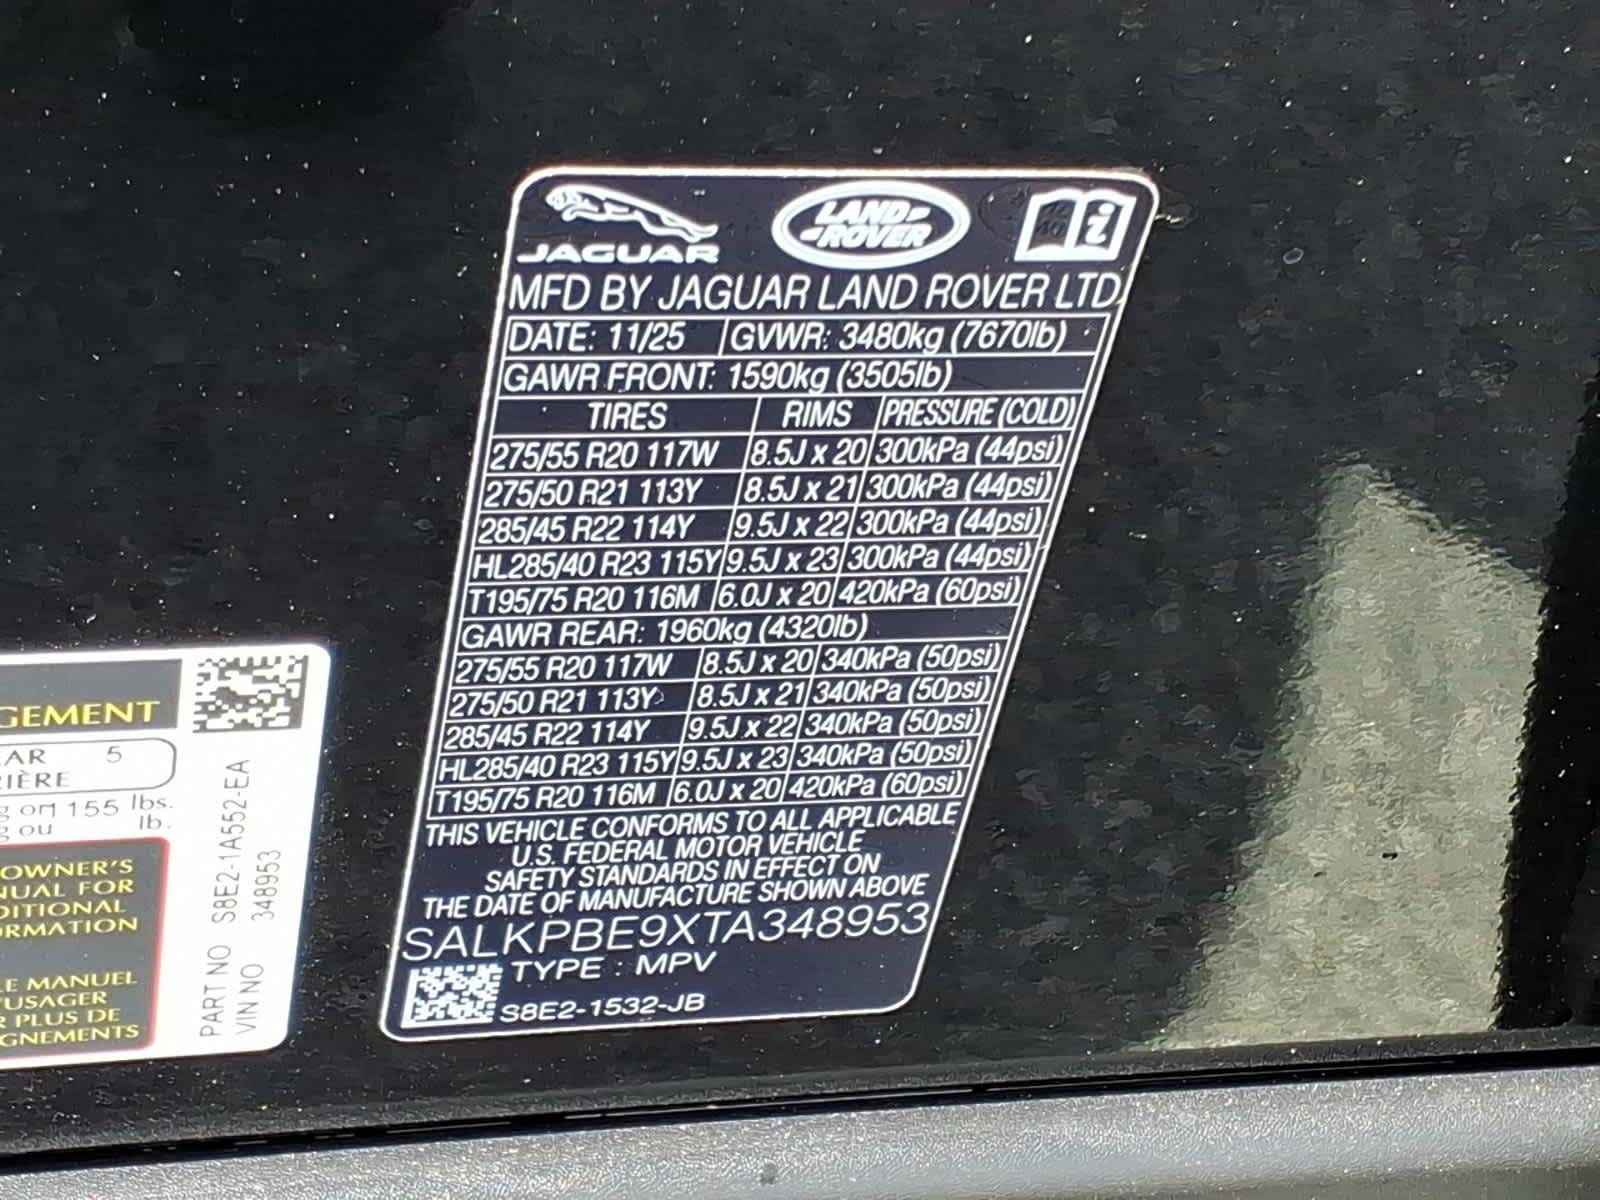 JAGUAR
LAND ROVER
i
MFD BY JAGUAR LAND ROVER LTD
DATE: 11/25 GVWR: 3480kg (7670lb)
GAWR FRONT: 1590kg (3505lb)
TIRES RIMS PRESSURE (COLD)
275/55 R20 117W 8.5J x 20 300kPa (44psi)
275/50 R21 113Y 8.5J x 21 300kPa (44psi)
285/45 R22 114Y 9.5J x 22 300kPa (44psi)
HL285/40 R23 115Y 9.5J x 23 300kPa (44psi)
T195/75 R20 116M 6.0J x 20 420kPa (60psi)
GAWR REAR: 1960kg (4320lb)
275/55 R20 117W 8.5J x 20 340kPa (50psi)
275/50 R21 113Y 8.5J x 21 340kPa (50psi)
285/45 R22 114Y 9.5J x 22 340kPa (50psi)
HL285/40 R23 115Y 9.5J x 23 340kPa (50psi)
T195/75 R20 116M 6.0J x 20 420kPa (60psi)
THIS VEHICLE CONFORMS TO ALL APPLICABLE
U.S. FEDERAL MOTOR VEHICLE
SAFETY STANDARDS IN EFFECT ON
THE DATE OF MANUFACTURE SHOWN ABOVE
SALKPBE9XTA348953
TYPE : MPV
S8E2-1532-JB
GEMENT
EAR 5
RIÈRE
g or 155 lbs.
g ou lb.
OWNER'S
NUAL FOR
DITIONAL
RMATION
LE MANUEL
'USAGER
R PLUS DE
GNEMENTS
PART NO S8E2-1A552-EA
VIN NO 348953